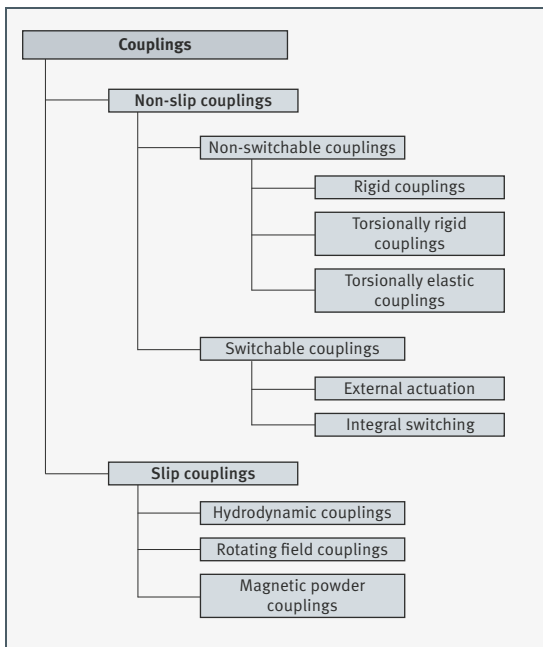 Couplings
Non-slip couplings
Non-switchable couplings
Rigid couplings
Torsionally rigid
couplings
Torsionally elastic
couplings
Switchable couplings
External actuation
Integral switching
Slip couplings
Hydrodynamic couplings
Rotating field couplings
Magnetic powder
couplings